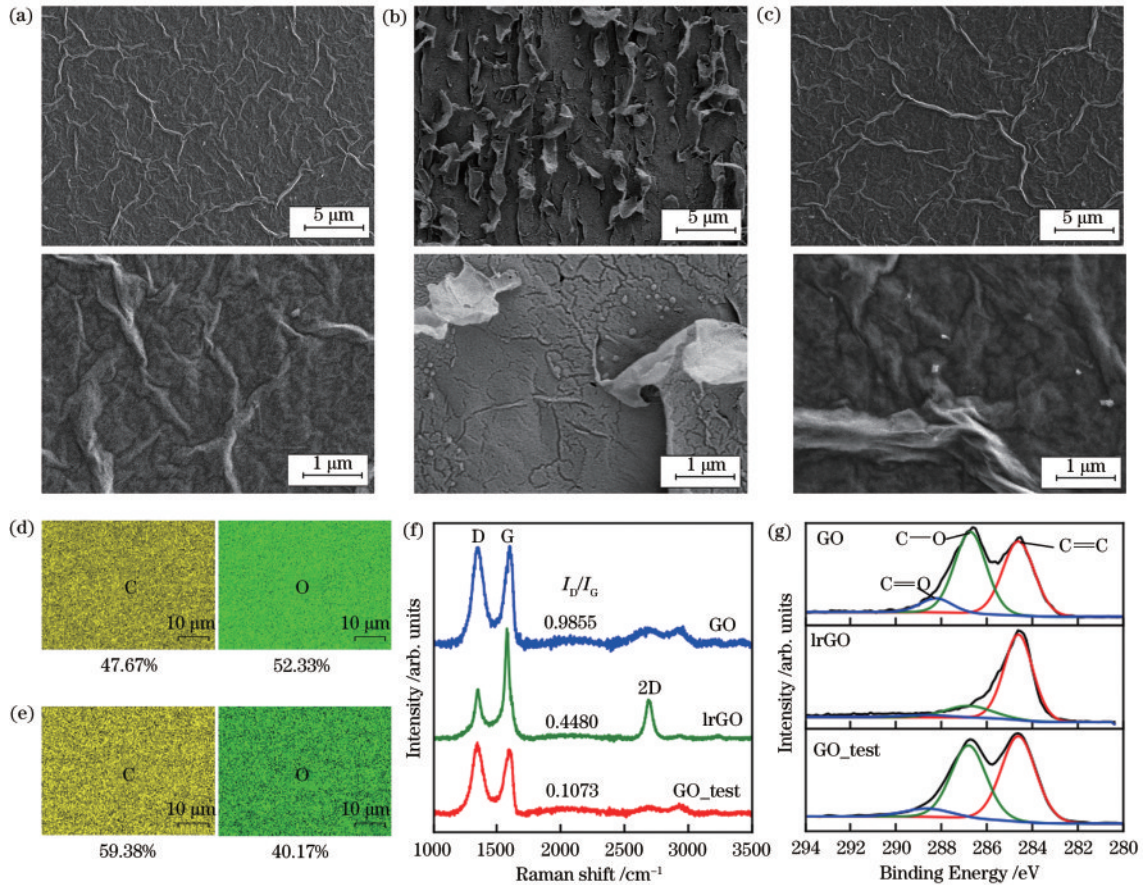 (a)
5 μm
1 μm
(b)
5 μm
1 μm
(c)
5 μm
1 μm
(d)
C
10 μm
47.67%
O
10 μm
52.33%
(e)
C
10 μm
59.38%
O
10 μm
40.17%
(f)
D G
I_D/I_G
0.9855
GO
2D
0.4480
lrGO
0.1073
GO_test
Intensity /arb. units
1000 1500 2000 2500 3000 3500
Raman shift /cm⁻¹
(g)
GO
C—O
C=C
C=O
lrGO
GO_test
Intensity /arb. units
294 292 290 288 286 284 282 280
Binding Energy /eV